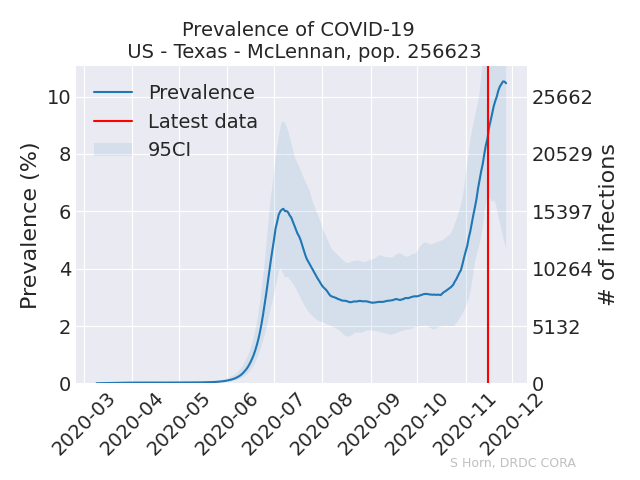 Prevalence of COVID-19
US - Texas - McLennan, pop. 256623
Prevalence
Latest data
95CI
Prevalence (%)
10
8
6
4
2
0
25662
20529
15397
10264
5132
0
# of infections
2020-03
2020-04
2020-05
2020-06
2020-07
2020-08
2020-09
2020-10
2020-11
2020-12
S Horn, DRDC CORA